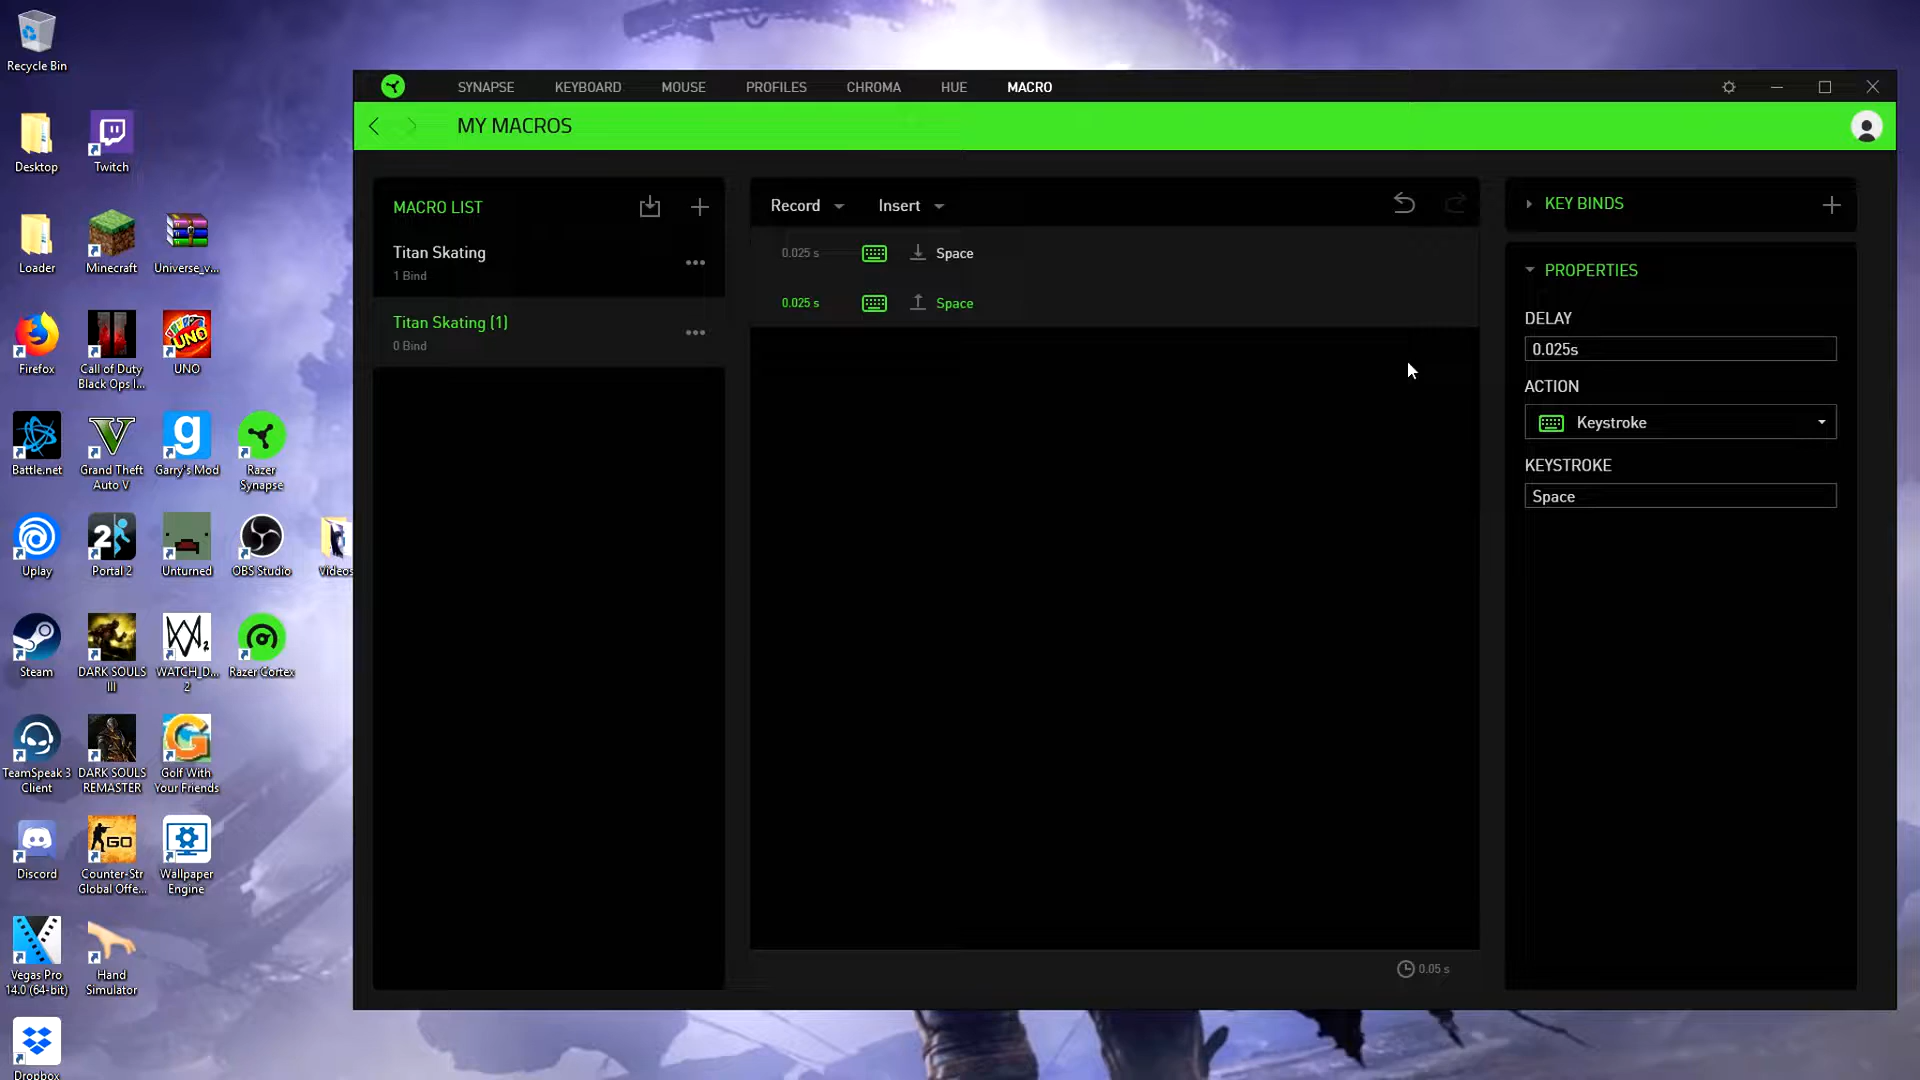 Recycle Bin
SYNAPSE KEYBOARD MOUSE PROFILES CHROMA HUE MACRO
MY MACROS
MACRO LIST
Titan Skating
1 Bind
Titan Skating (1)
0 Bind
Record Insert
0.025 s Space
0.025 s Space
0.05 s
KEY BINDS
PROPERTIES
DELAY
0.025s
ACTION
Keystroke
KEYSTROKE
Space
Desktop
Twitch
Loader
Minecraft
Universe_v...
Firefox
Call of Duty
Black Ops I...
UNO
Battle.net
Grand Theft
Auto V
Garry's Mod
Razer
Synapse
Uplay
Portal 2
Unturned
OBS Studio
Videos
Steam
DARK SOULS
III
WATCH_D...
2
Razer Cortex
TeamSpeak 3
Client
DARK SOULS
REMASTER
Golf With
Your Friends
Discord
Counter-Str
Global Offe...
Wallpaper
Engine
Vegas Pro
14.0 (64-bit)
Hand
Simulator
Dropbox